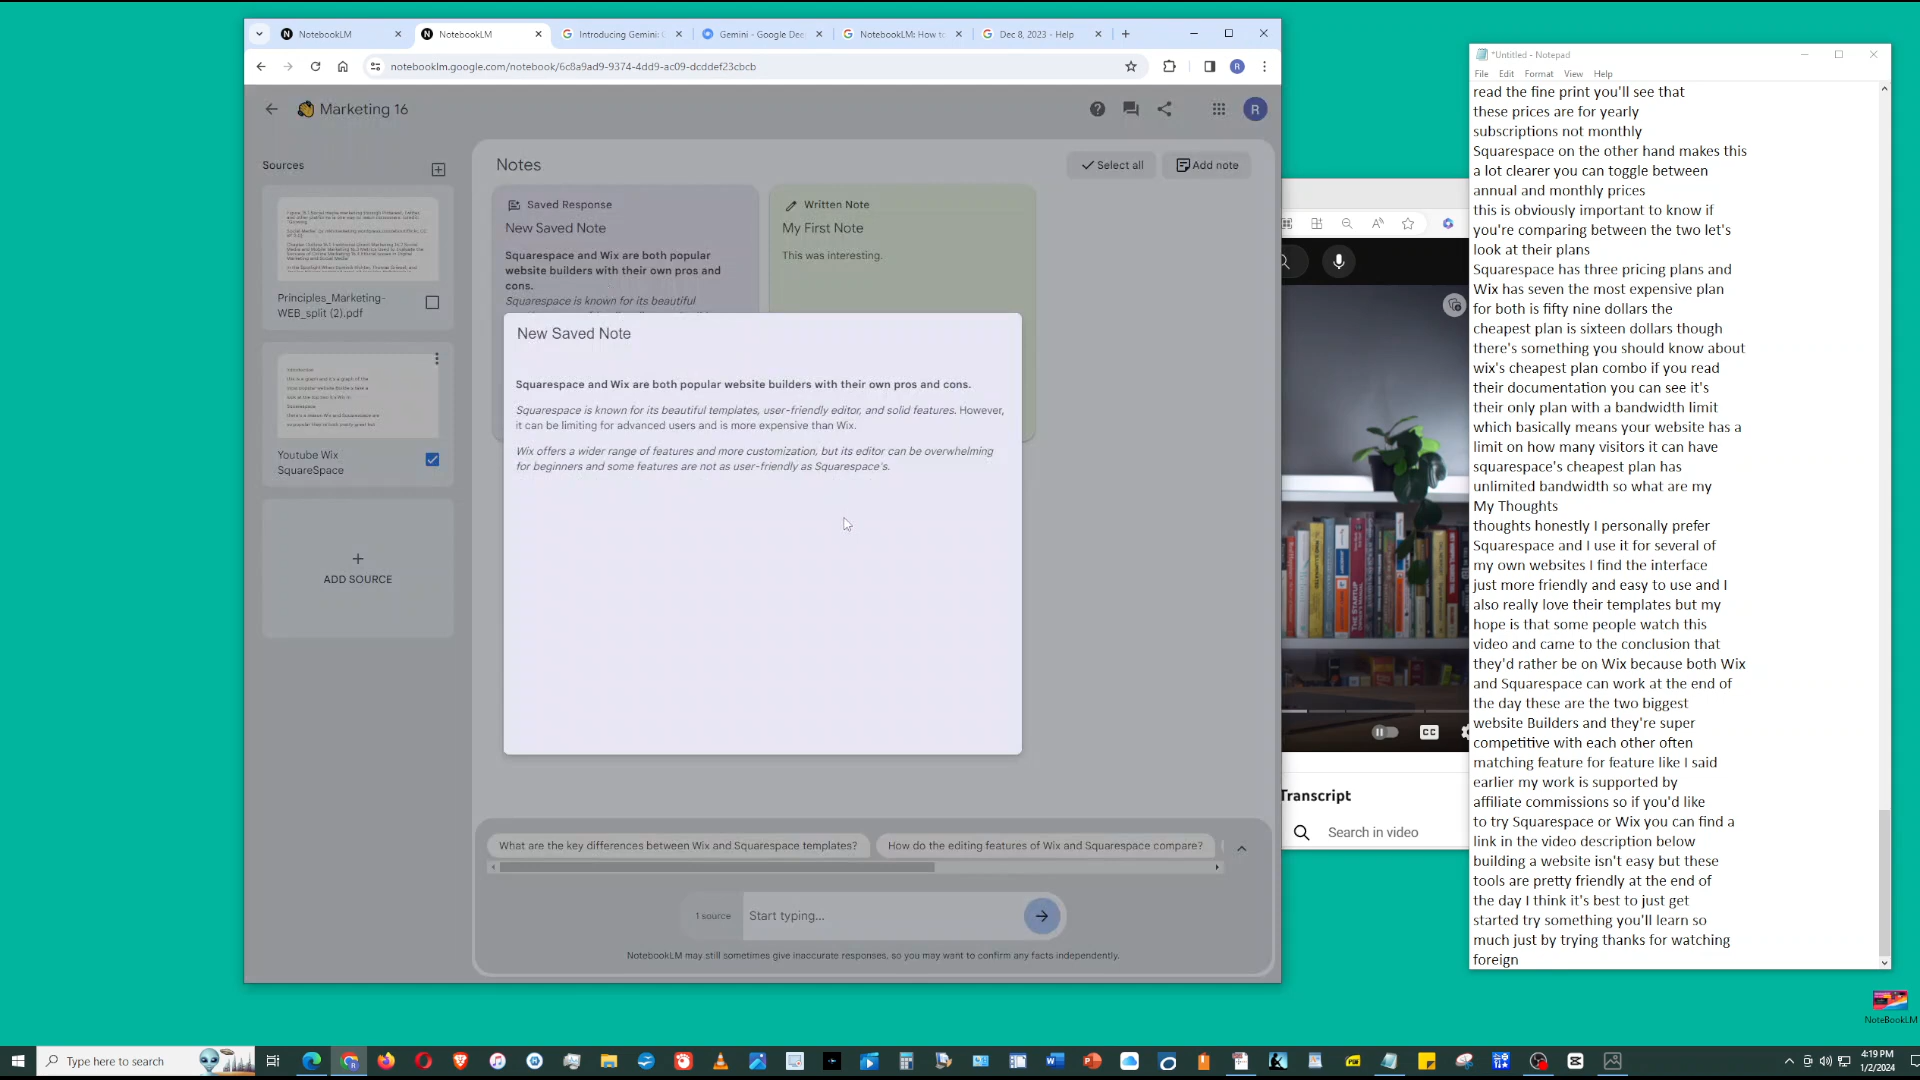 NotebookLM
NotebookLM
Introducing Gemini:
Gemini - Google Dee
NotebookLM: How to
Dec 8, 2023 - Help
notebooklm.google.com/notebook/6c8a9ad9-9374-4dd9-ac09-dcddef23cbcb
R
Marketing 16
R
Sources
Principles_Marketing-
WEB_split (2).pdf
Youtube Wix
SquareSpace
+
ADD SOURCE
Notes
Select all
Add note
Saved Response
New Saved Note
Squarespace and Wix are both popular
website builders with their own pros and
cons.
Squarespace is known for its beautiful
Written Note
My First Note
This was interesting.
New Saved Note
Squarespace and Wix are both popular website builders with their own pros and cons.
Squarespace is known for its beautiful templates, user-friendly editor, and solid features. However,
it can be limiting for advanced users and is more expensive than Wix.
Wix offers a wider range of features and more customization, but its editor can be overwhelming
for beginners and some features are not as user-friendly as Squarespace's.
What are the key differences between Wix and Squarespace templates?
How do the editing features of Wix and Squarespace compare?
1 source
Start typing...
NotebookLM may still sometimes give inaccurate responses, so you may want to confirm any facts independently.
CC
Transcript
Search in video
*Untitled - Notepad
File Edit Format View Help
read the fine print you'll see that
these prices are for yearly
subscriptions not monthly
Squarespace on the other hand makes this
a lot clearer you can toggle between
annual and monthly prices
this is obviously important to know if
you're comparing between the two let's
look at their plans
Squarespace has three pricing plans and
Wix has seven the most expensive plan
for both is fifty nine dollars the
cheapest plan is sixteen dollars though
there's something you should know about
wix's cheapest plan combo if you read
their documentation you can see it's
their only plan with a bandwidth limit
which basically means your website has a
limit on how many visitors it can have
squarespace's cheapest plan has
unlimited bandwidth so what are my
My Thoughts
thoughts honestly I personally prefer
Squarespace and I use it for several of
my own websites I find the interface
just more friendly and easy to use and I
also really love their templates but my
hope is that some people watch this
video and came to the conclusion that
they'd rather be on Wix because both Wix
and Squarespace can work at the end of
the day these are the two biggest
website Builders and they're super
competitive with each other often
matching feature for feature like I said
earlier my work is supported by
affiliate commissions so if you'd like
to try Squarespace or Wix you can find a
link in the video description below
building a website isn't easy but these
tools are pretty friendly at the end of
the day I think it's best to just get
started try something you'll learn so
much just by trying thanks for watching
foreign
NoteBookLM
Type here to search
4:19 PM
1/2/2024